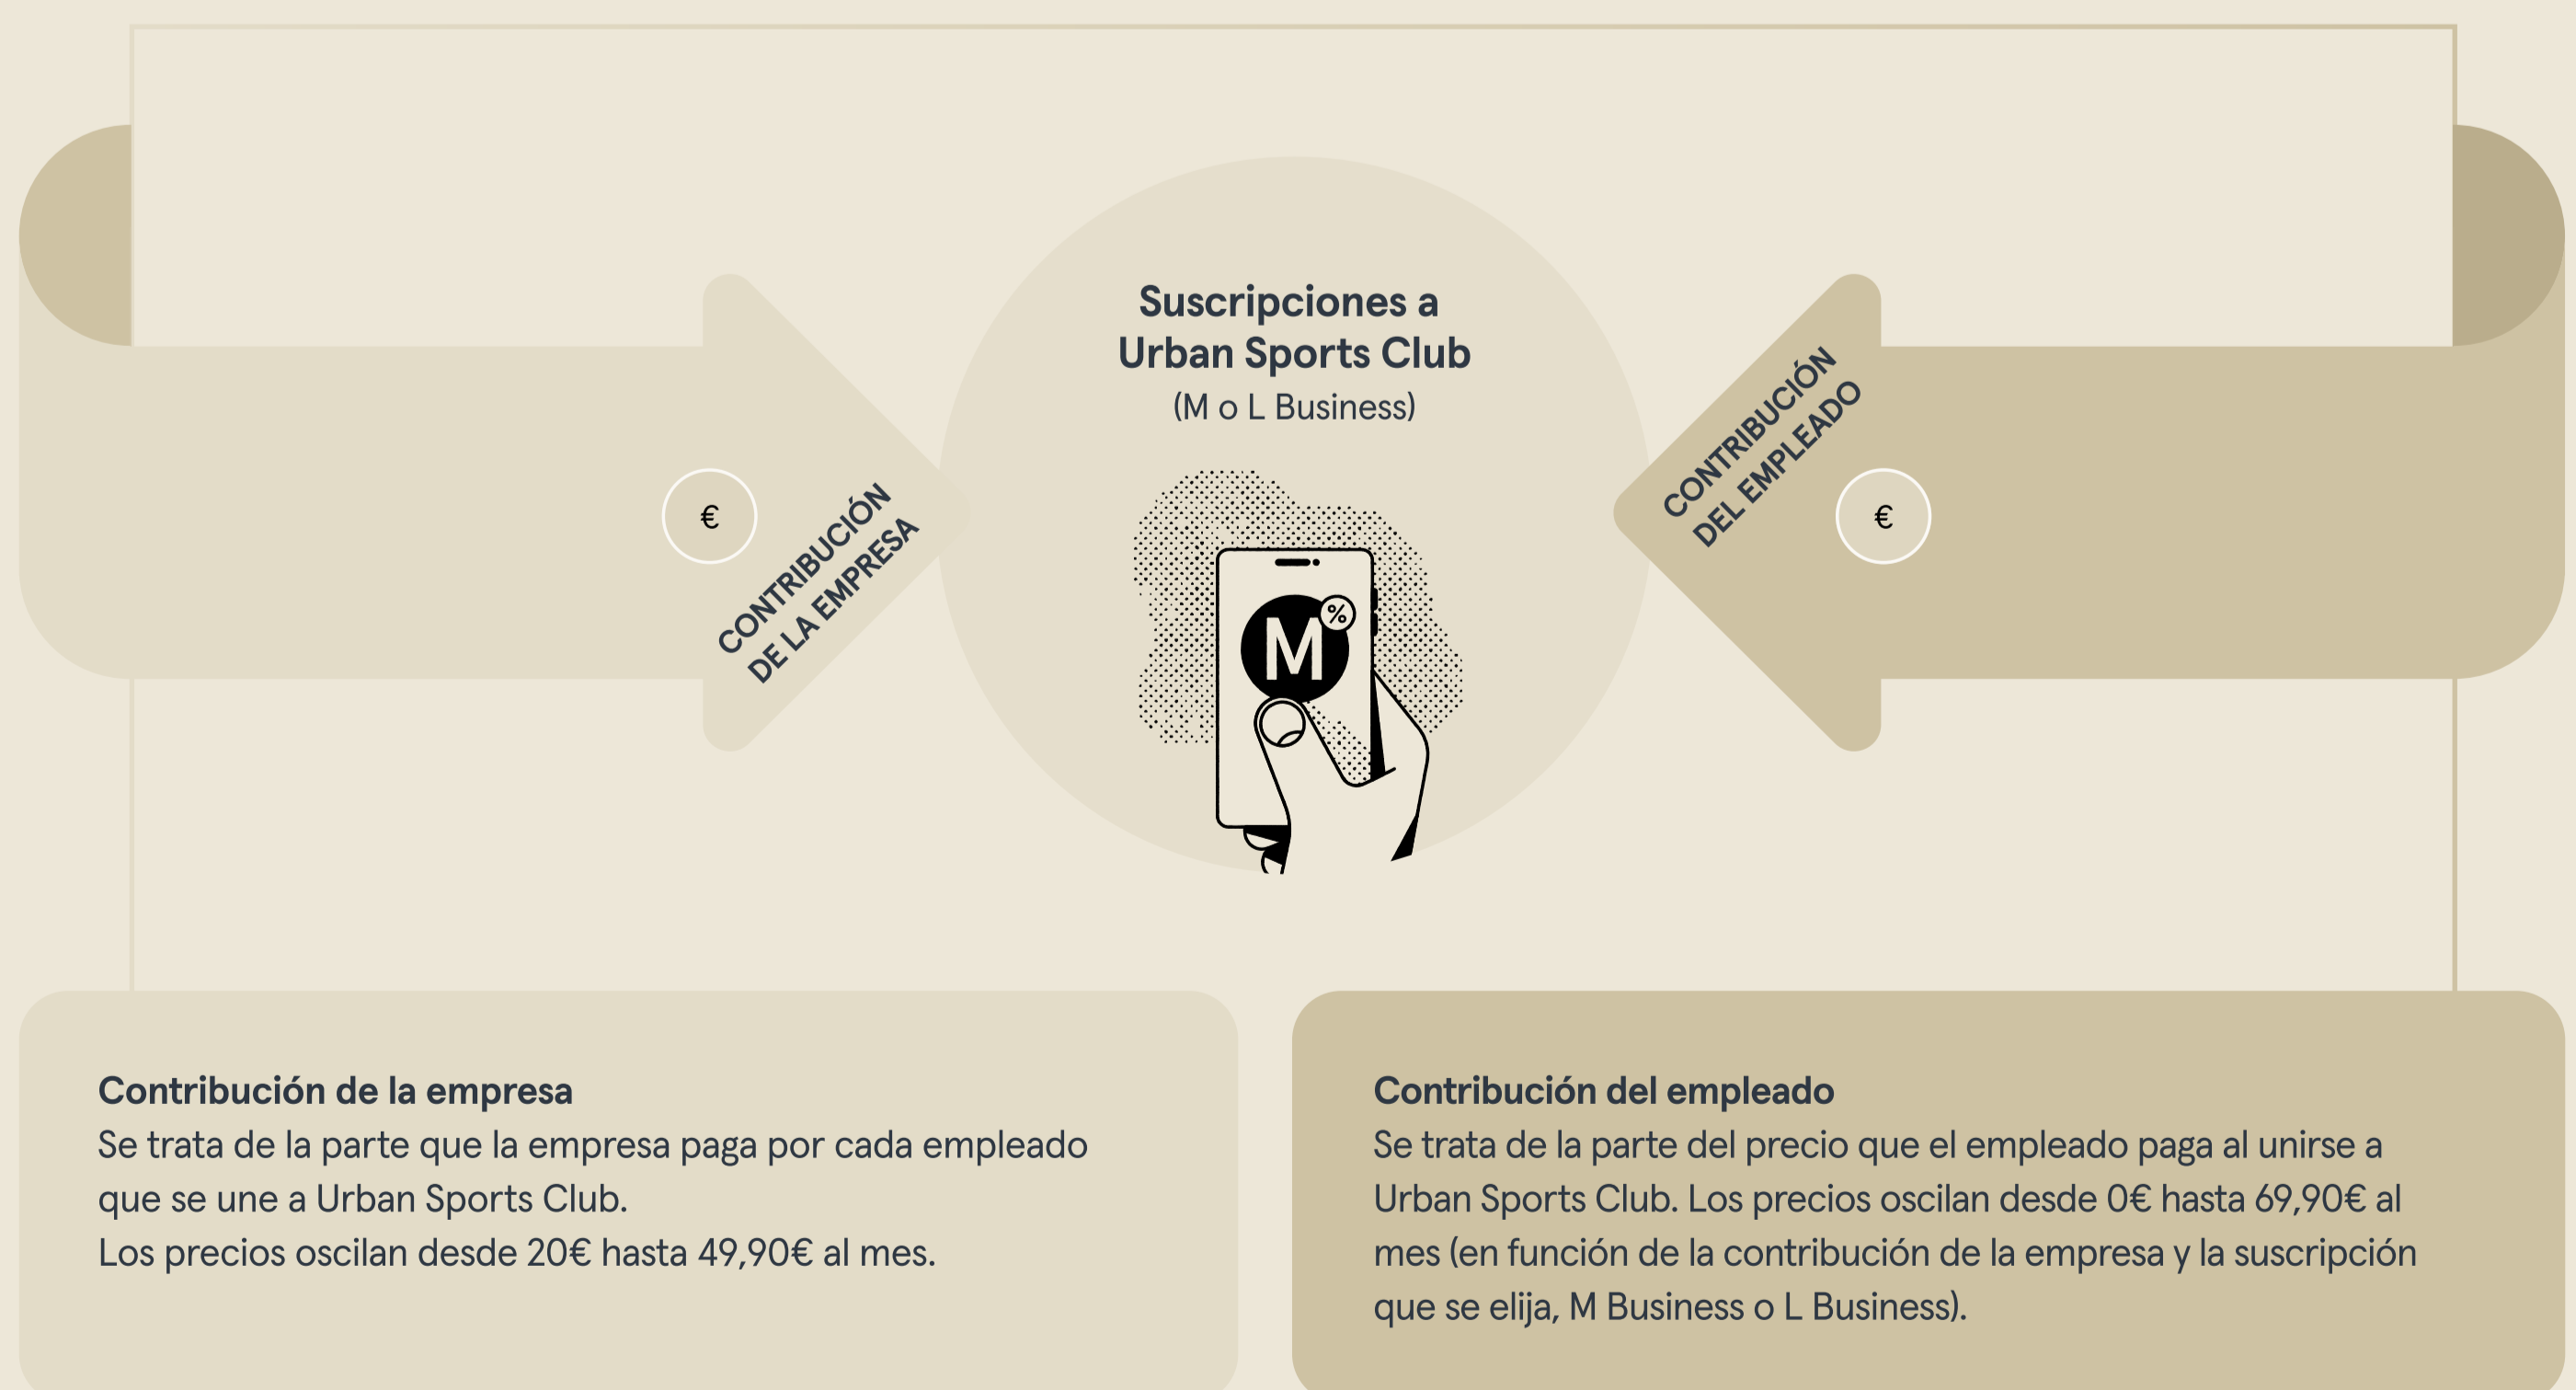 Suscripciones a
Urban Sports Club
(M o L Business)
CONTRIBUCIÓN
DE LA EMPRESA
€
CONTRIBUCIÓN
DEL EMPLEADO
€
M
%
Contribución de la empresa
Se trata de la parte que la empresa paga por cada empleado
que se une a Urban Sports Club.
Los precios oscilan desde 20€ hasta 49,90€ al mes.
Contribución del empleado
Se trata de la parte del precio que el empleado paga al unirse a
Urban Sports Club. Los precios oscilan desde 0€ hasta 69,90€ al
mes (en función de la contribución de la empresa y la suscripción
que se elija, M Business o L Business).